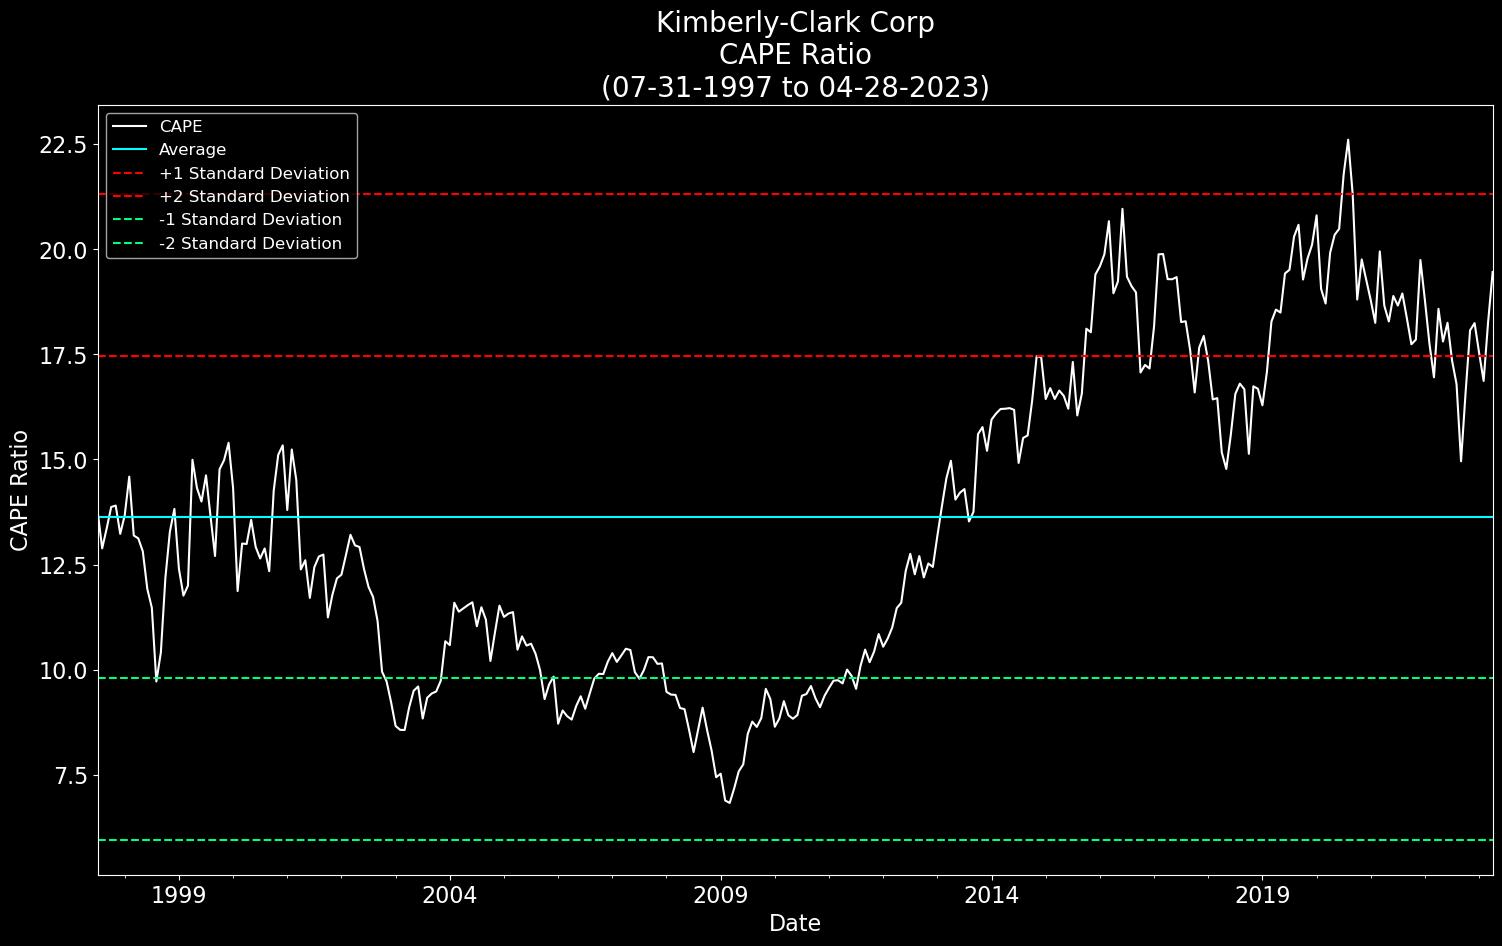 Kimberly-Clark Corp
CAPE Ratio
(07-31-1997 to 04-28-2023)
CAPE
Average
+1 Standard Deviation
+2 Standard Deviation
-1 Standard Deviation
-2 Standard Deviation
CAPE Ratio
22.5
20.0
17.5
15.0
12.5
10.0
7.5
1999 2004 2009 2014 2019
Date